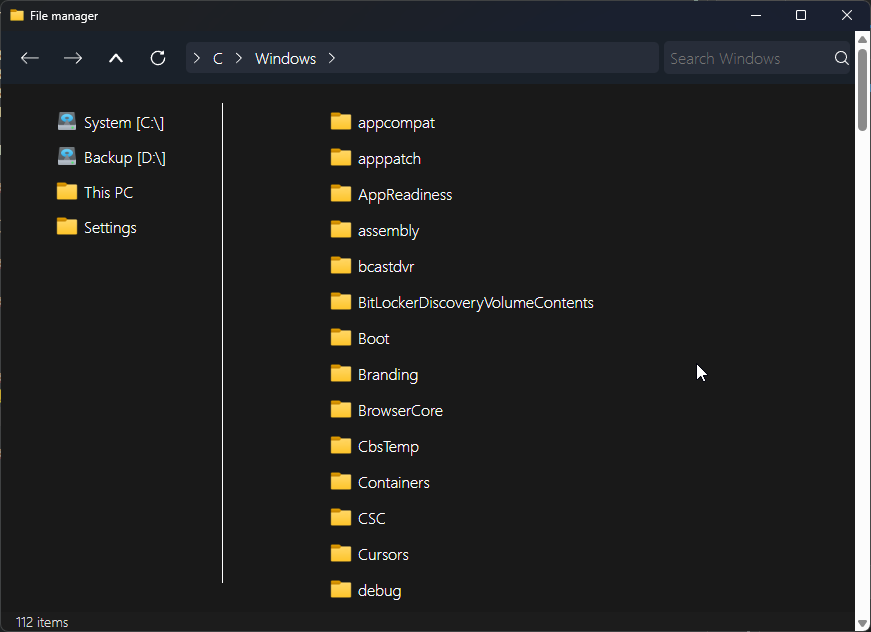 File manager
C Windows
Search Windows
System [C:\]
Backup [D:\]
This PC
Settings
appcompat
apppatch
AppReadiness
assembly
bcastdvr
BitLockerDiscoveryVolumeContents
Boot
Branding
BrowserCore
CbsTemp
Containers
CSC
Cursors
debug
112 items